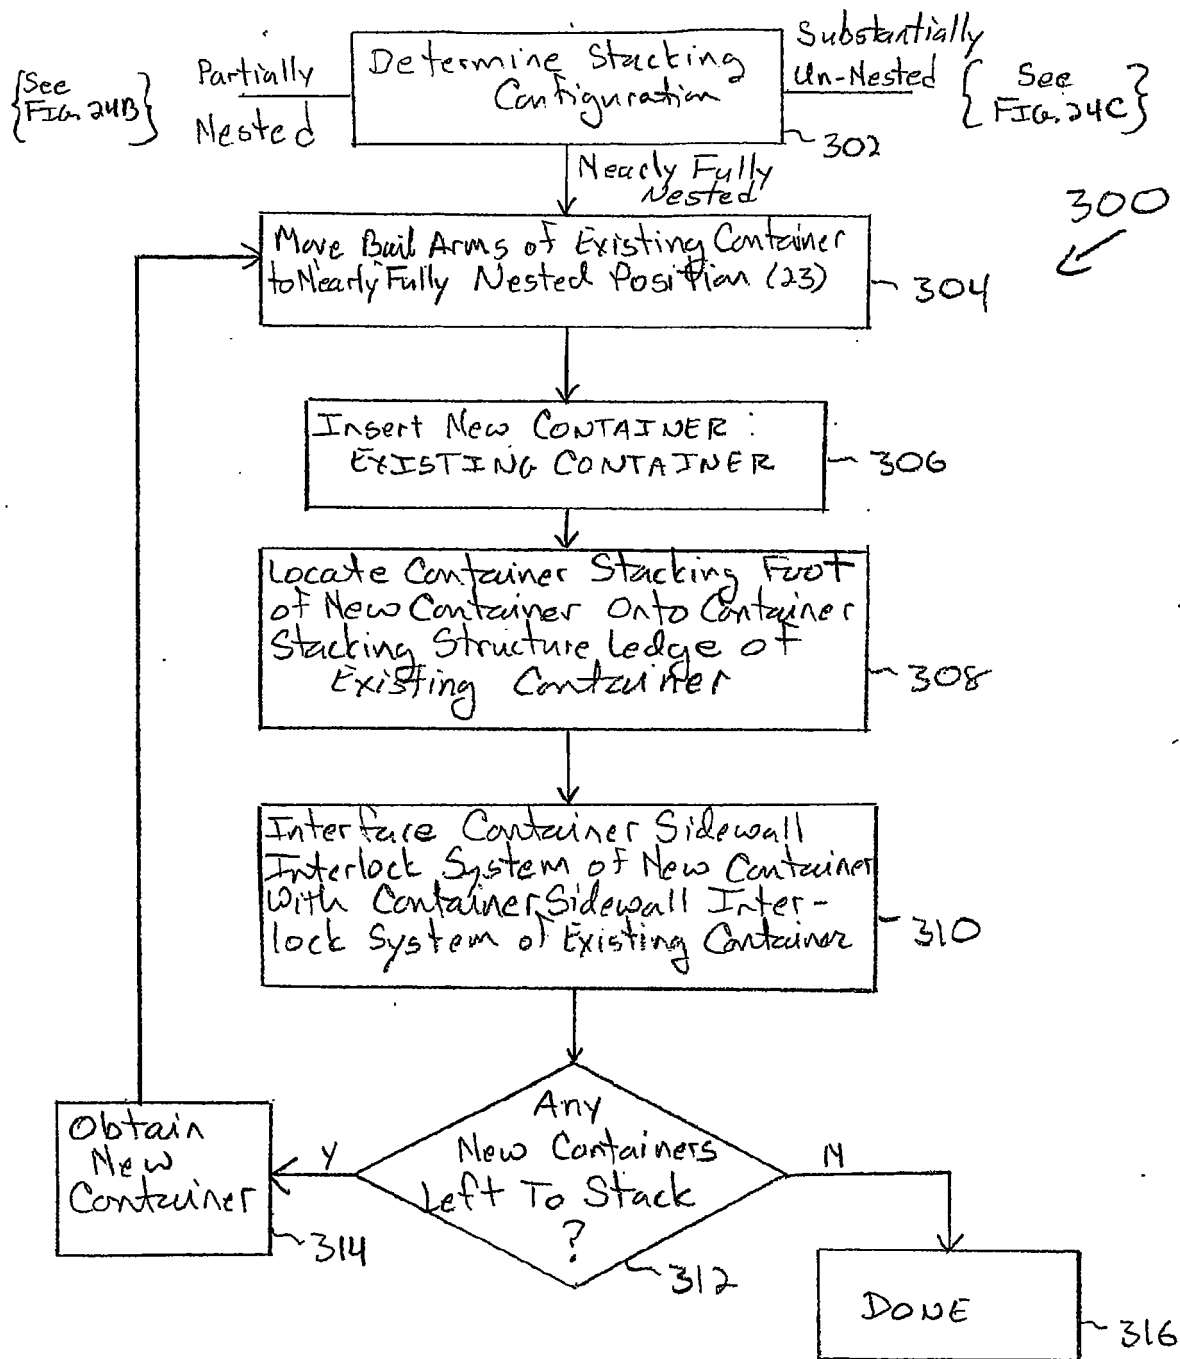 Determine Stacking
Configuration
302
Partially
Nested
{See
FIG. 24B}
Substantially
Un-Nested
{See
FIG. 24C}
Nearly Fully
Nested
300
Move Bail Arms of Existing Container
to Nearly Fully Nested Position (23)
304
Insert New CONTAINER :
EXISTING CONTAINER
306
Locate Container Stacking Foot
of New Container Onto Container
Stacking Structure Ledge of
Existing Container
308
Interface Container Sidewall
Interlock System of New Container
With Container Sidewall Inter-
lock System of Existing Container
310
Any
New Containers
Left To Stack
?
312
Y
N
Obtain
New
Container
314
DONE
316